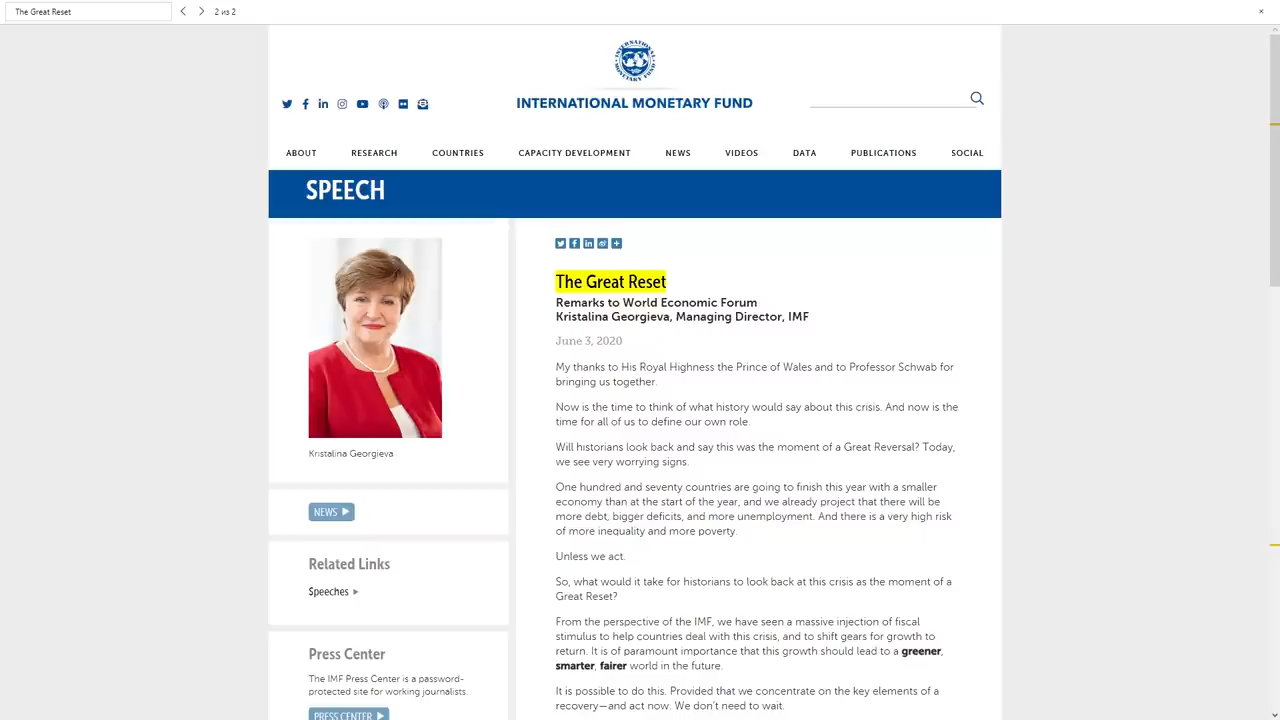 The Great Reset
2 из 2
INTERNATIONAL MONETARY FUND
INTERNATIONAL MONETARY FUND
ABOUT RESEARCH COUNTRIES CAPACITY DEVELOPMENT NEWS VIDEOS DATA PUBLICATIONS SOCIAL
SPEECH
Kristalina Georgieva
NEWS
Related Links
Speeches
Press Center
The IMF Press Center is a password-
protected site for working journalists.
PRESS CENTER
The Great Reset
Remarks to World Economic Forum
Kristalina Georgieva, Managing Director, IMF
June 3, 2020
My thanks to His Royal Highness the Prince of Wales and to Professor Schwab for
bringing us together.
Now is the time to think of what history would say about this crisis. And now is the
time for all of us to define our own role.
Will historians look back and say this was the moment of a Great Reversal? Today,
we see very worrying signs.
One hundred and seventy countries are going to finish this year with a smaller
economy than at the start of the year, and we already project that there will be
more debt, bigger deficits, and more unemployment. And there is a very high risk
of more inequality and more poverty.
Unless we act.
So, what would it take for historians to look back at this crisis as the moment of a
Great Reset?
From the perspective of the IMF, we have seen a massive injection of fiscal
stimulus to help countries deal with this crisis, and to shift gears for growth to
return. It is of paramount importance that this growth should lead to a greener,
smarter, fairer world in the future.
It is possible to do this. Provided that we concentrate on the key elements of a
recovery—and act now. We don't need to wait.